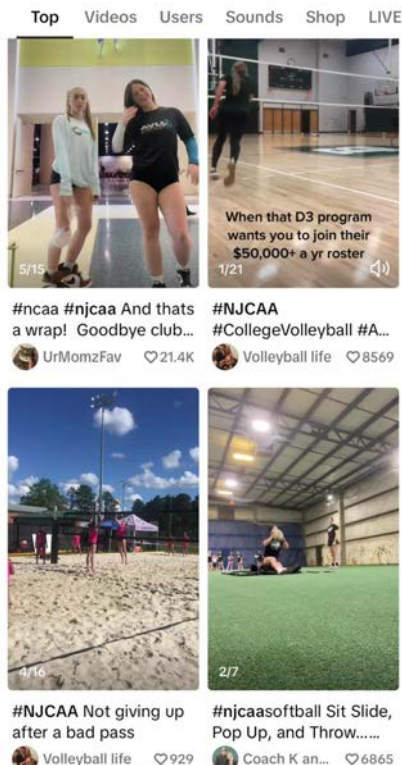 Top Videos Users Sounds Shop LIVE
5/15
When that D3 program
wants you to join their
$50,000+ a yr roster
1/21
#ncaa #njcaa And thats
a wrap! Goodbye club...
UrMomzFav ♡21.4K
#NJCAA
#CollegeVolleyball #A...
Volleyball life ♡8569
4/16
2/7
#NJCAA Not giving up
after a bad pass
Volleyball life ♡929
#njcaasoftball Sit Slide,
Pop Up, and Throw......
Coach K an... ♡6865